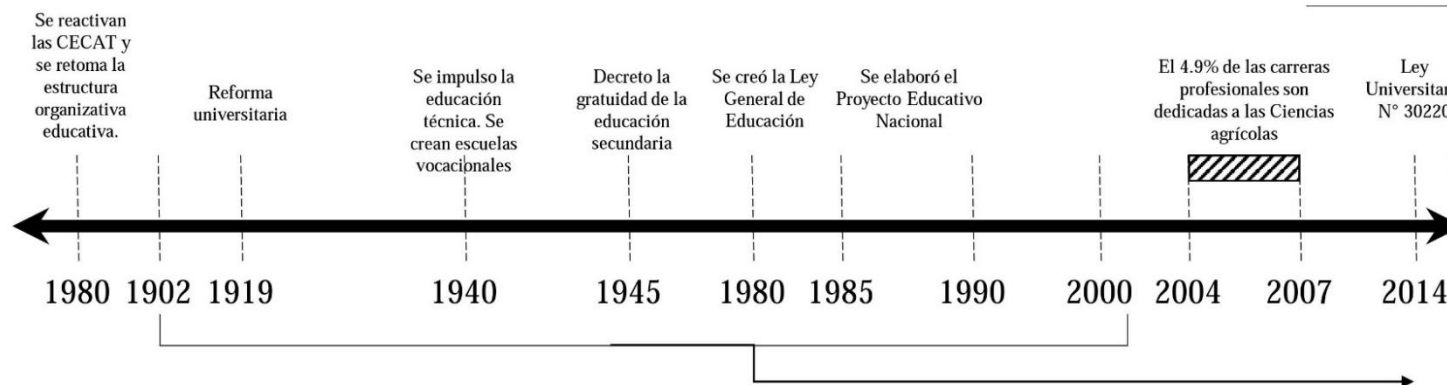 Se reactivan
las CECAT y
se retoma la
estructura
organizativa
educativa.
Reforma
universitaria
Se impulso la
educación
técnica. Se
crean escuelas
vocacionales
Decreto la
gratuidad de la
educación
secundaria
Se creó la Ley
General de
Educación
Se elaboró el
Proyecto Educativo
Nacional
El 4.9% de las carreras
profesionales son
dedicadas a las Ciencias
agrícolas
Ley
N° 30220
1980 1902 1919 1940 1945 1980 1985 1990 2000 2004 2007 2014